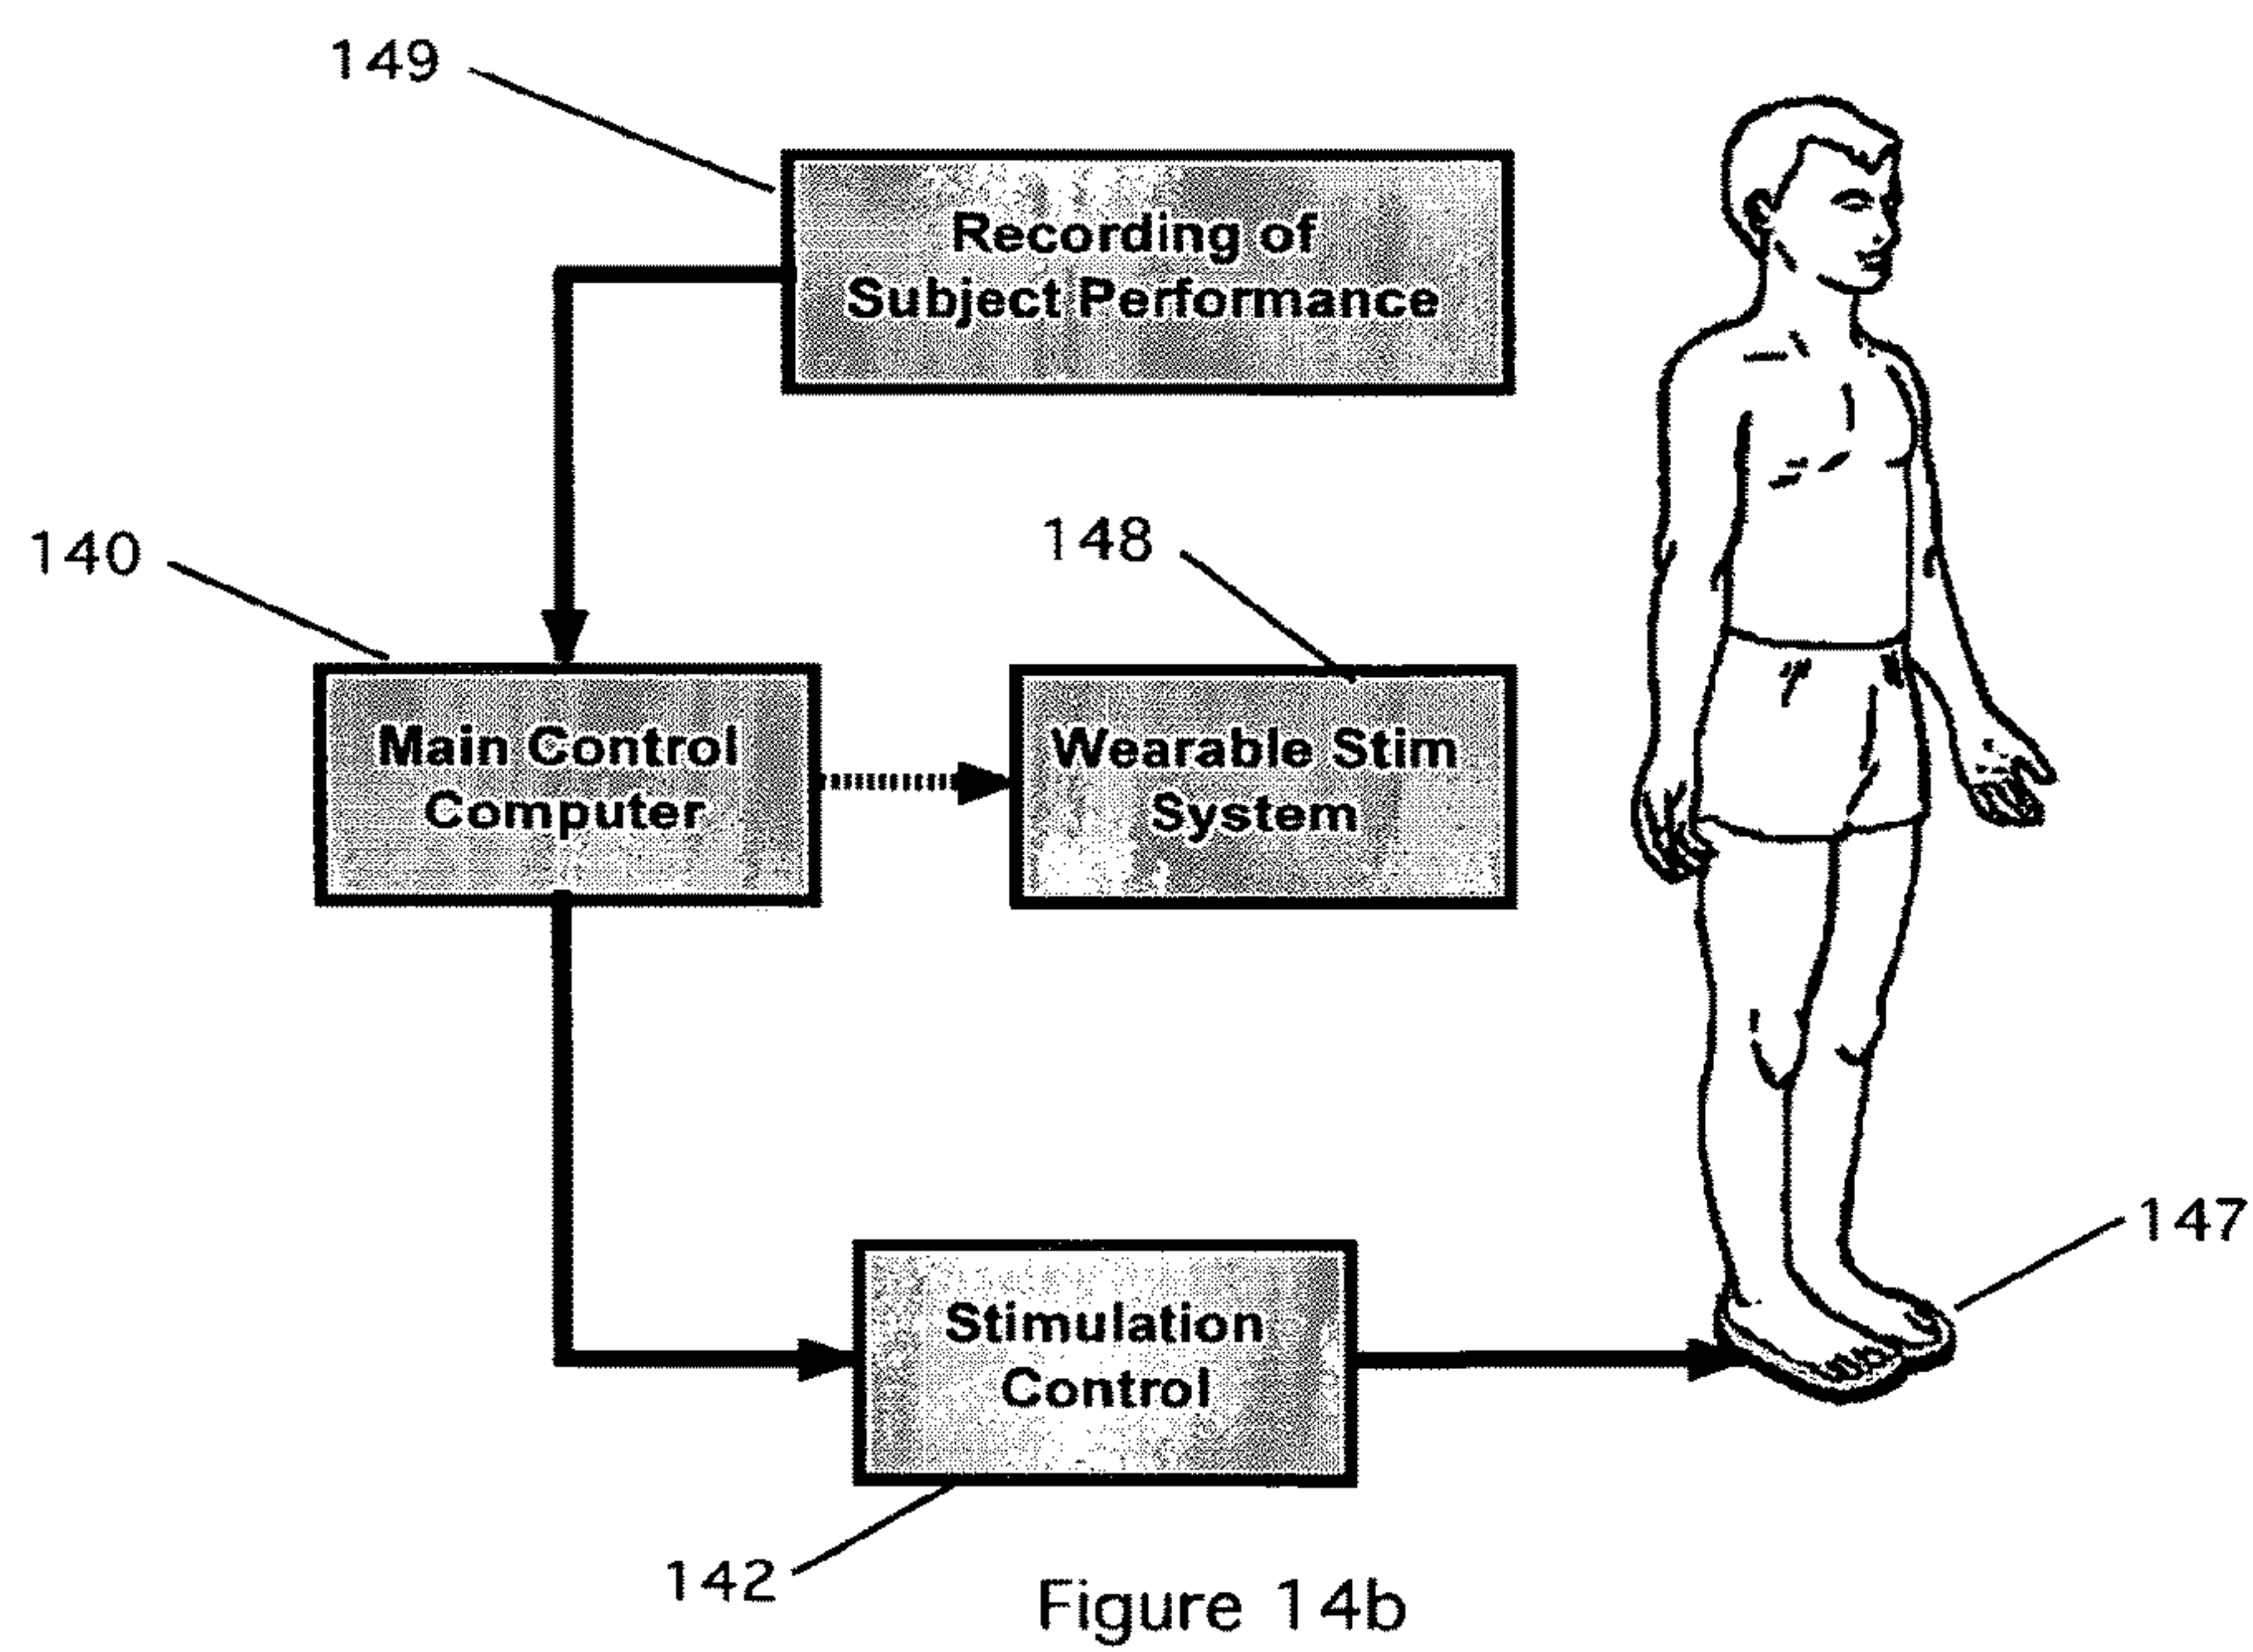 149
Recording of
Subject Performance
140
148
Main Control
Computer
Wearable Stim
System
147
Stimulation
Control
142
Figure 14b